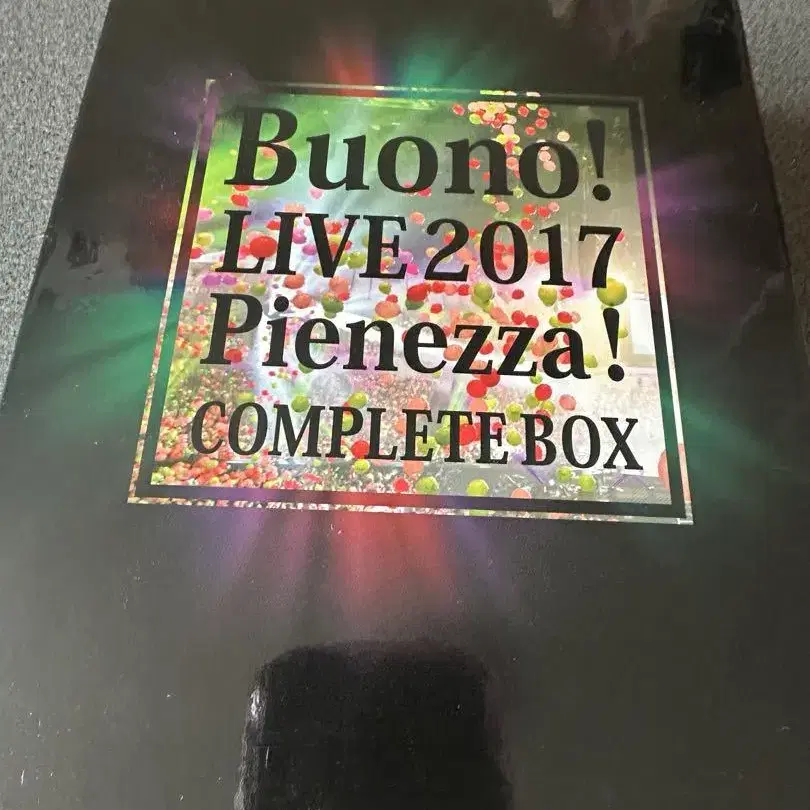 Buono!
LIVE 2017
Pienezza!
COMPLETE BOX